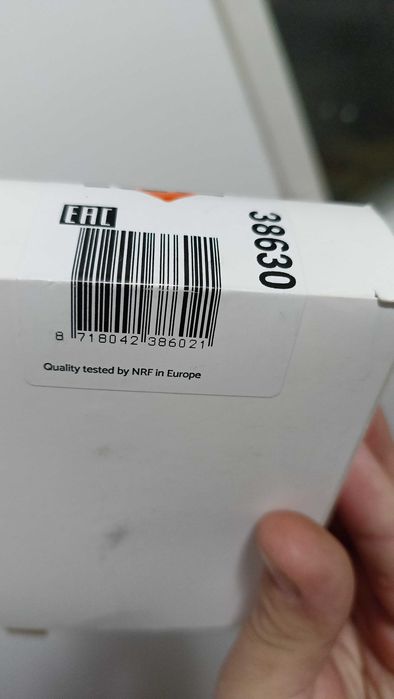 EAC
38630
8 718042 386021
Quality tested by NRF in Europe